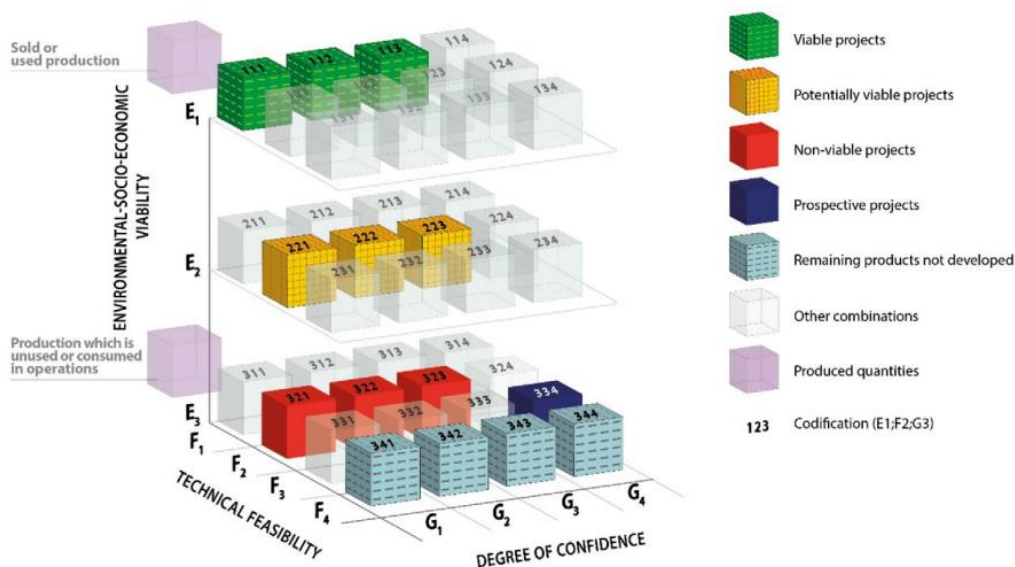 Sold or
used production
ENVIRONMENTAL-SOCIO-ECONOMIC
VIABILITY
Production which is
unused or consumed
in operations
E1
111
112
113
114
121
123
124
131
132
133
134
E2
211
212
213
214
221
222
223
224
231
232
233
234
E3
311
312
313
314
321
322
323
324
331
332
333
334
341
342
343
344
F1
F2
F3
F4
TECHNICAL FEASIBILITY
G1
G2
G3
G4
DEGREE OF CONFIDENCE
Viable projects
Potentially viable projects
Non-viable projects
Prospective projects
Remaining products not developed
Other combinations
Produced quantities
123 Codification (E1;F2;G3)